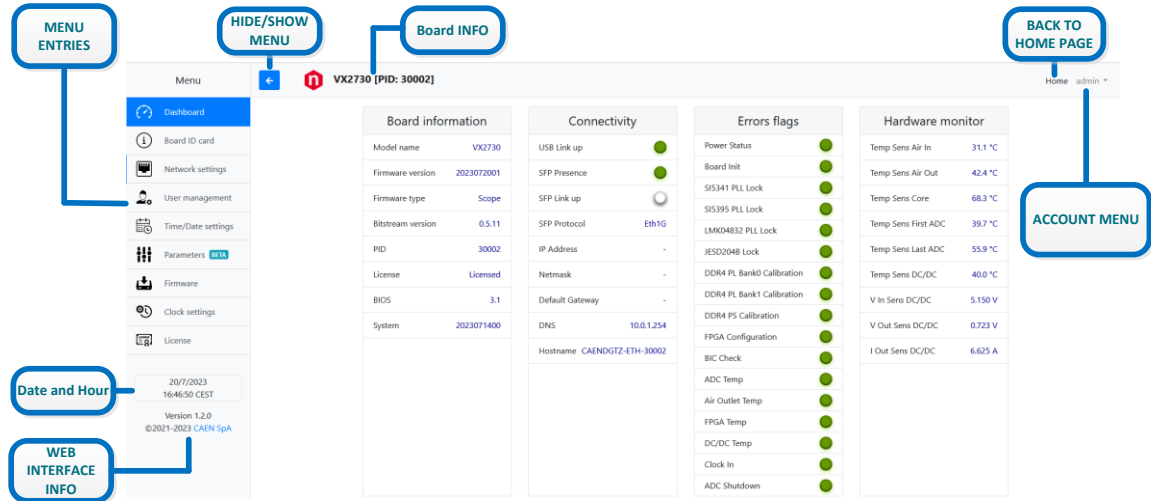 MENU
ENTRIES
HIDE/SHOW
MENU
Board INFO
BACK TO
HOME PAGE
Menu
VX2730 [PID: 30002]
Home admin
Dashboard
Board ID card
Network settings
User management
Time/Date settings
Parameters BETA
Firmware
Clock settings
License
20/7/2023
16:46:50 CEST
Version 1.2.0
©2021-2023 CAEN SpA
Date and Hour
WEB
INTERFACE
INFO
Board information
Model name VX2730
Firmware version 2023072001
Firmware type Scope
Bitstream version 0.5.11
PID 30002
License Licensed
BIOS 3.1
System 2023071400
Connectivity
USB Link up
SFP Presence
SFP Link up
SFP Protocol Eth1G
IP Address -
Netmask -
Default Gateway -
DNS 10.0.1.254
Hostname CAENDGTZ-ETH-30002
Errors flags
Power Status
Board Init
SI5341 PLL Lock
SI5395 PLL Lock
LMK04832 PLL Lock
JESD204B Lock
DDR4 PL Bank0 Calibration
DDR4 PL Bank1 Calibration
DDR4 PS Calibration
FPGA Configuration
BIC Check
ADC Temp
Air Outlet Temp
FPGA Temp
DC/DC Temp
Clock In
ADC Shutdown
Hardware monitor
Temp Sens Air In 31.1 °C
Temp Sens Air Out 42.4 °C
Temp Sens Core 68.3 °C
Temp Sens First ADC 39.7 °C
Temp Sens Last ADC 55.9 °C
Temp Sens DC/DC 40.0 °C
V In Sens DC/DC 5.150 V
V Out Sens DC/DC 0.723 V
I Out Sens DC/DC 6.625 A
ACCOUNT MENU